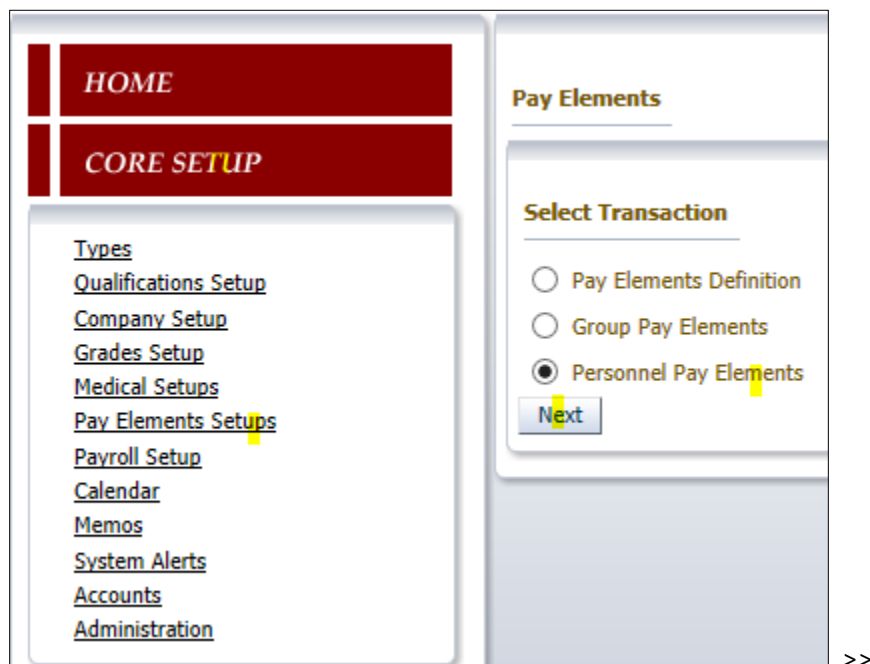 HOME
CORE SETUP
Types
Qualifications Setup
Company Setup
Grades Setup
Medical Setups
Pay Elements Setups
Payroll Setup
Calendar
Memos
System Alerts
Accounts
Administration
Pay Elements
Select Transaction
Pay Elements Definition
Group Pay Elements
Personnel Pay Elements
Next
>>